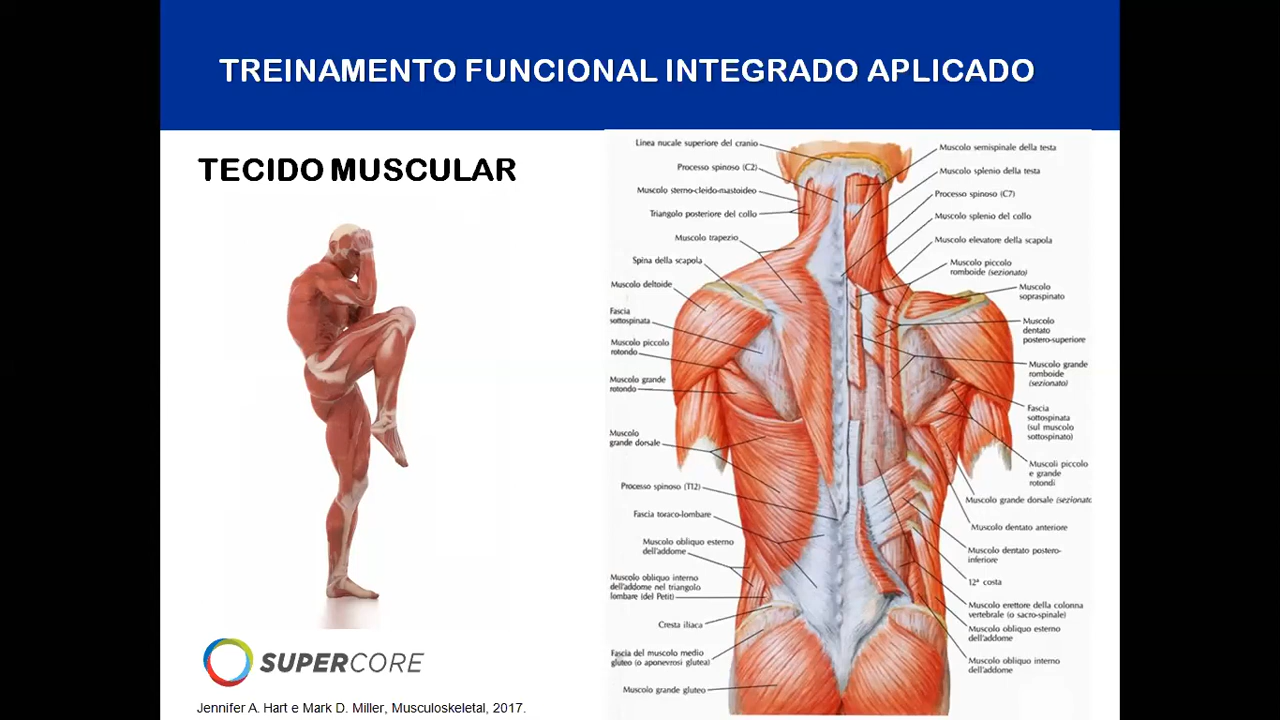 TREINAMENTO FUNCIONAL INTEGRADO APLICADO
TECIDO MUSCULAR
SUPERCORE
Jennifer A. Hart e Mark D. Miller, Musculoskeletal, 2017.
Linea nucale superiore del cranio
Processo spinoso (C2)
Muscolo sterno-cleido-mastoideo
Triangolo posteriore del collo
Muscolo trapezio
Spina della scapola
Muscolo deltoide
Fascia
sottospinata
Muscolo piccolo
rotondo
Muscolo grande
rotondo
Muscolo
grande dorsale
Processo spinoso (T12)
Fascia toraco-lombare
Muscolo obliquo esterno
dell'addome
Muscolo obliquo interno
dell'addome nel triangolo
lombare (del Petit)
Cresta iliaca
Fascia del muscolo medio
gluteo (o aponevrosi glutea)
Muscolo grande gluteo
Muscolo semispinale della testa
Muscolo splenio della testa
Processo spinoso (C7)
Muscolo splenio del collo
Muscolo elevatore della scapola
Muscolo piccolo
romboide (sezionato)
Muscolo
sopraspinato
Muscolo
dentato
postero-superiore
Muscolo grande
romboide
(sezionato)
Fascia
sottospinata
(sul muscolo
sottospinato)
Muscoli piccolo
e grande
rotondi
Muscolo grande dorsale (sezionato
Muscolo dentato anteriore
Muscolo dentato postero-
inferiore
12ª costa
Muscolo erettore della colonna
vertebrale (o sacro-spinale)
Muscolo obliquo esterno
dell'addome
Muscolo obliquo interno
dell'addome